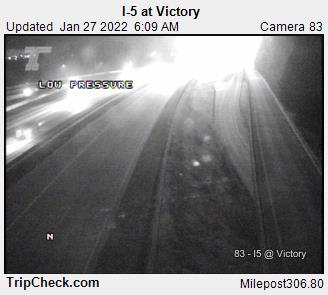 I-5 at Victory
Updated Jan 27 2022 6:09 AM Camera 83
LOW PRESSURE
N
83 - I5 @ Victory
TripCheck.com Milepost306.80